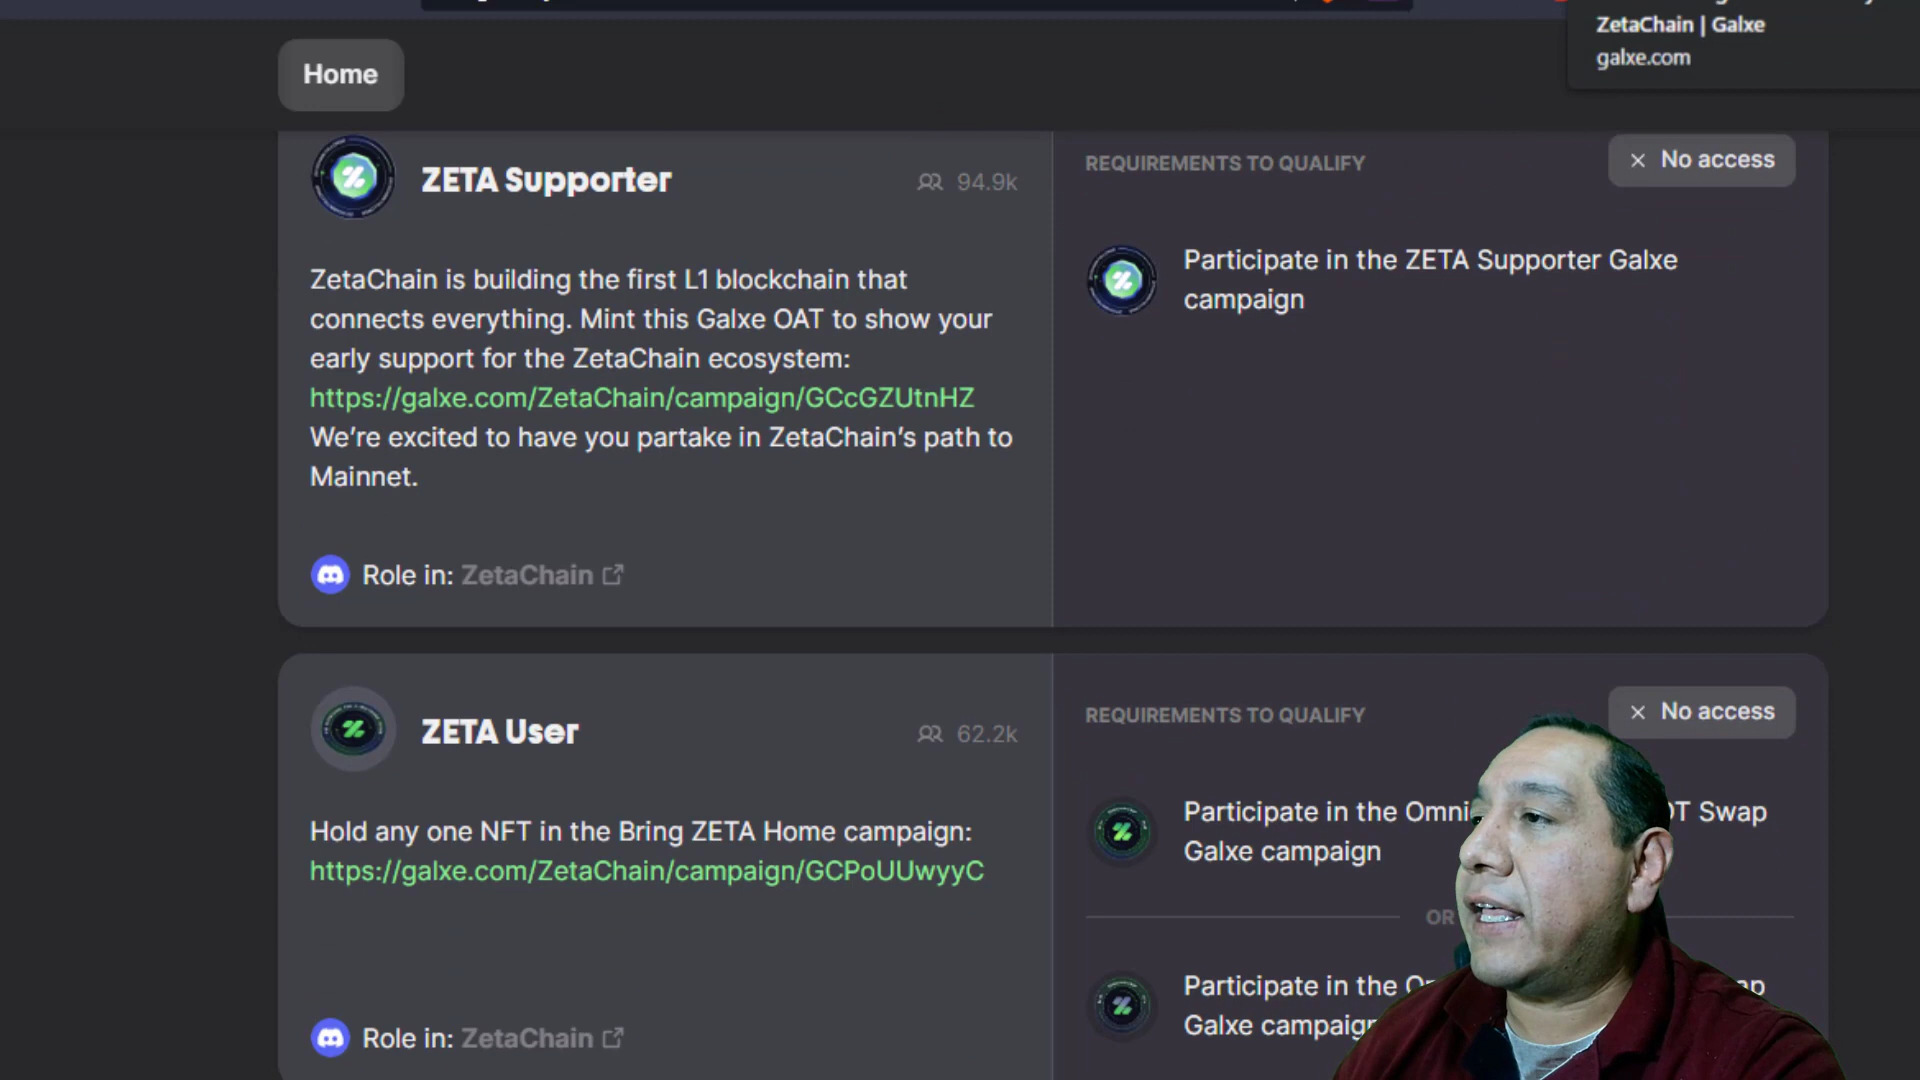 ZetaChain | Galxe
galxe.com
Home
ZETA Supporter
94.9k
ZetaChain is building the first L1 blockchain that
connects everything. Mint this Galxe OAT to show your
early support for the ZetaChain ecosystem:
https://galxe.com/ZetaChain/campaign/GCcGZUtnHZ
We're excited to have you partake in ZetaChain's path to
Mainnet.
Role in: ZetaChain
REQUIREMENTS TO QUALIFY
No access
Participate in the ZETA Supporter Galxe
campaign
ZETA User
62.2k
Hold any one NFT in the Bring ZETA Home campaign:
https://galxe.com/ZetaChain/campaign/GCPoUUwyyC
Role in: ZetaChain
REQUIREMENTS TO QUALIFY
No access
Participate in the Swap
Galxe campaign
OR
Participate in the
Galxe campaign